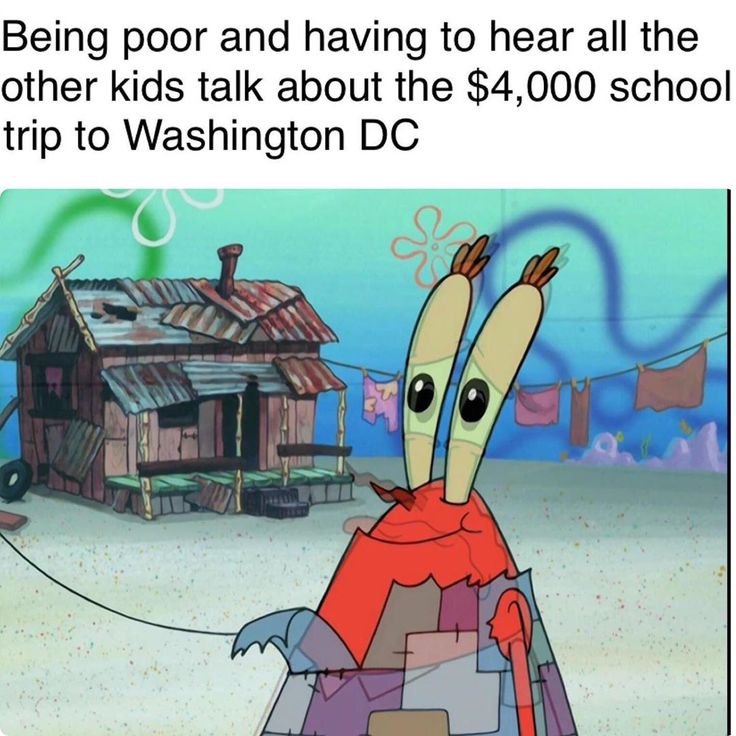 Being poor and having to hear all the
other kids talk about the $4,000 school
trip to Washington DC